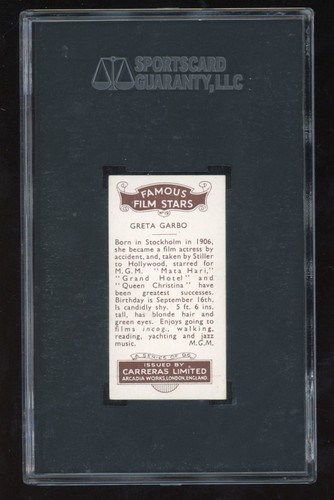 SPORTSCARD
GUARANTY, LLC
FAMOUS
FILM STARS
GRETA GARBO
Born in Stockholm in 1906,
she became a film actress by
accident, and, taken by Stiller
to Hollywood, starred for
M.G.M. "Mata Hari,"
"Grand Hotel" and
"Queen Christina" have
been greatest successes.
Birthday is September 16th.
Is candidly shy. 5 ft. 6 ins.
tall, has blonde hair and
green eyes. Enjoys going to
films incog., walking,
reading, yachting and jazz
music. M.G.M.
A SERIES OF 96
ISSUED BY
CARRERAS LIMITED
ARCADIA WORKS, LONDON, ENGLAND